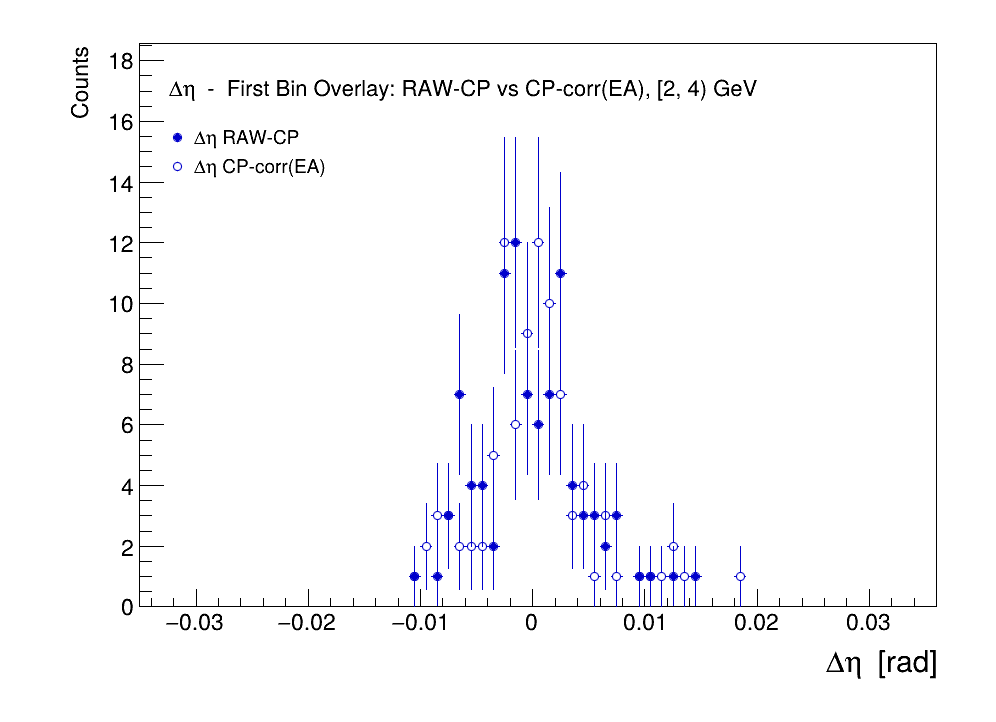 Counts
18
16
14
12
10
8
6
4
2
0
Δη - First Bin Overlay: RAW-CP vs CP-corr(EA), [2, 4) GeV
Δη RAW-CP
Δη CP-corr(EA)
−0.03 −0.02 −0.01 0 0.01 0.02 0.03
Δη [rad]